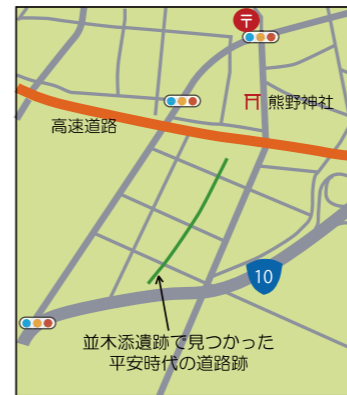 〒
熊野神社
高速道路
10
並木添遺跡で見つかった
平安時代の道路跡